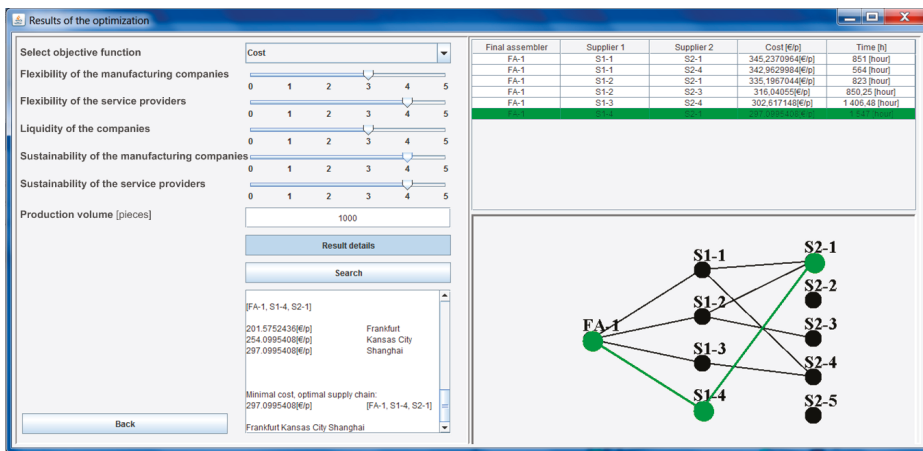 Results of the optimization
Select objective function
Cost
Flexibility of the manufacturing companies
0 1 2 3 4 5
Flexibility of the service providers
0 1 2 3 4 5
Liquidity of the companies
0 1 2 3 4 5
Sustainability of the manufacturing companies
0 1 2 3 4 5
Sustainability of the service providers
0 1 2 3 4 5
Production volume [pieces]
1000
Result details
Search
[FA-1, S1-4, S2-1]
201.5752436[€/p] Frankfurt
254.0995408[€/p] Kansas City
297.0995408[€/p] Shanghai
Minimal cost, optimal supply chain:
297.0995408[€/p] [FA-1, S1-4, S2-1]
Frankfut Kansas City Shanghai
Back
Final assembler Supplier 1 Supplier 2 Cost [€/p] Time [h]
FA-1 S1-1 S2-1 345,2370964[€/p] 851 [hour]
FA-1 S1-1 S2-4 342,9629984[€/p] 564 [hour]
FA-1 S1-2 S2-1 335,1967044[€/p] 823 [hour]
FA-1 S1-2 S2-3 316,04055[€/p] 850,25 [hour]
FA-1 S1-3 S2-4 302,617148[€/p] 1 406,48 [hour]
FA-1 S1-4 S2-1 297,0995408[€/p] 1 647 [hour]
S1-1
S2-1
S2-2
S1-2
FA-1
S2-3
S1-3
S2-4
S1-4
S2-5